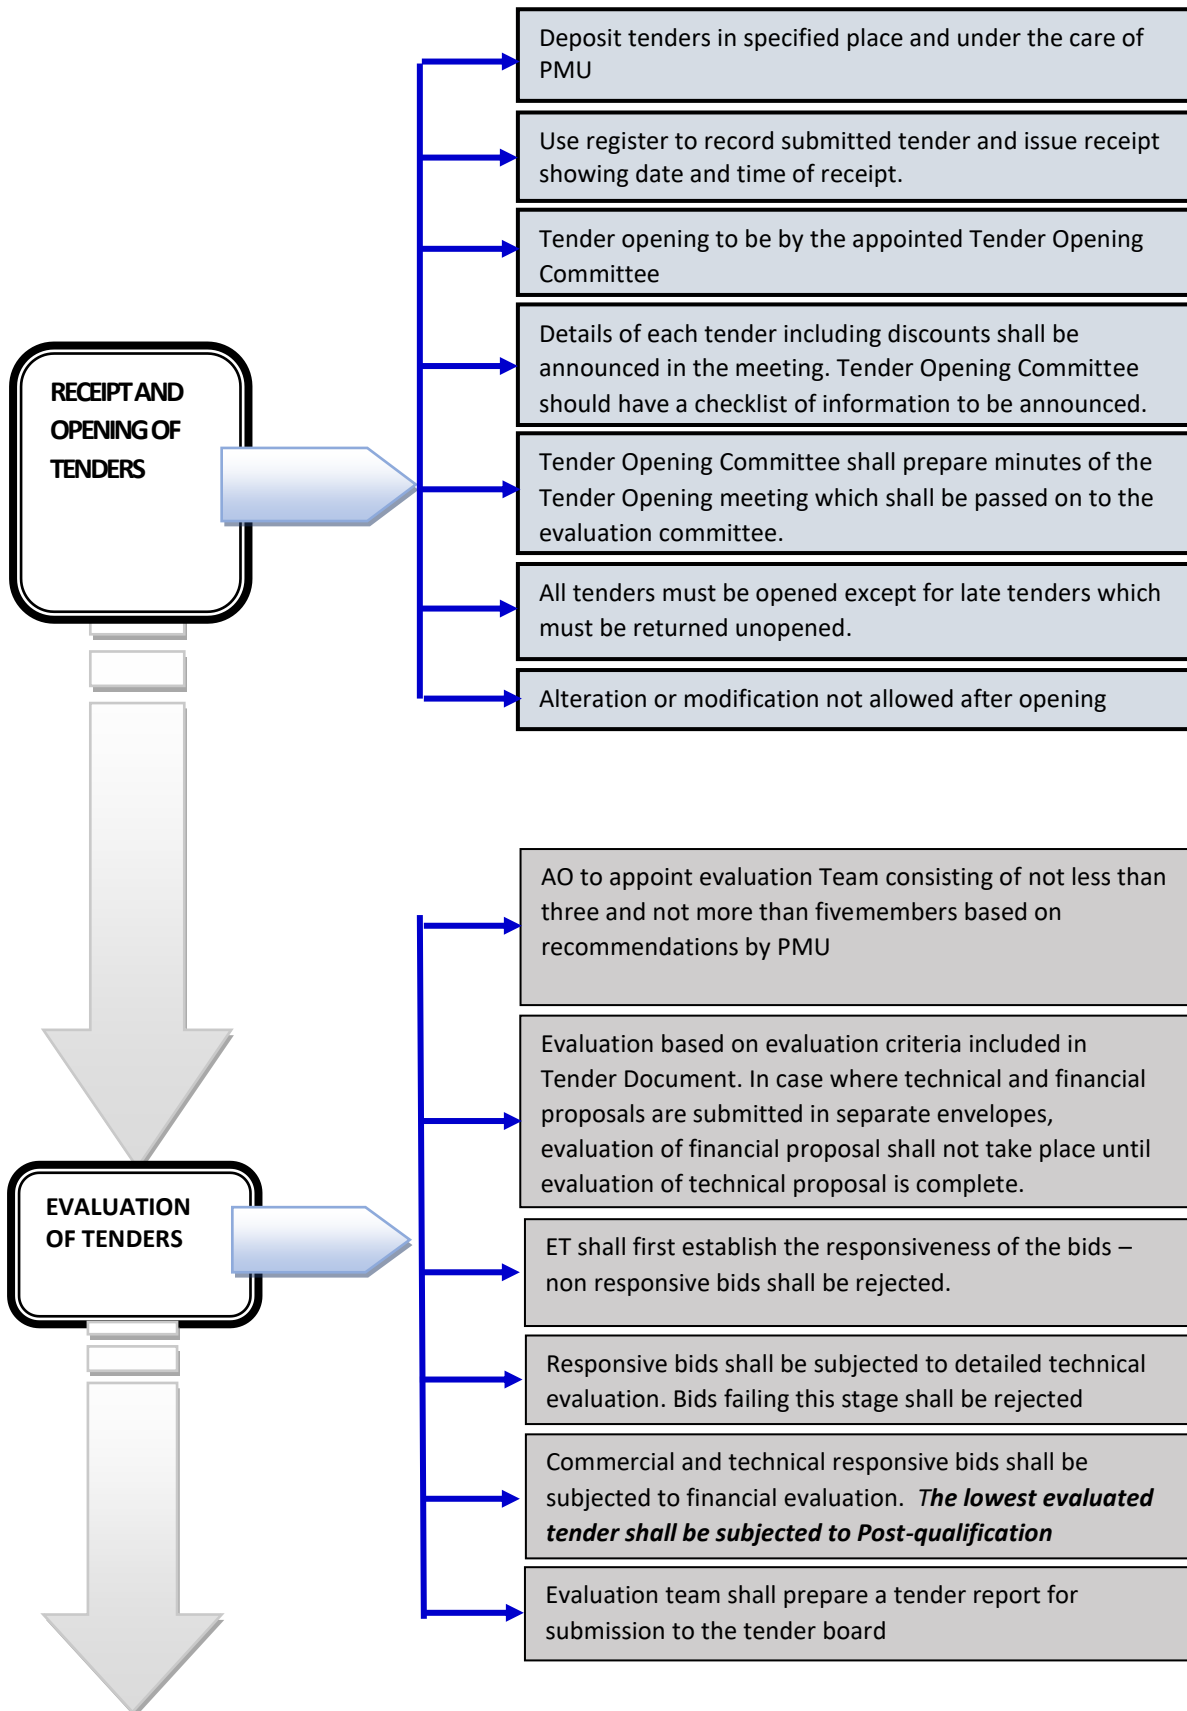 Deposit tenders in specified place and under the care of
PMU
Use register to record submitted tender and issue receipt
showing date and time of receipt.
Tender opening to be by the appointed Tender Opening
Committee
Details of each tender including discounts shall be
announced in the meeting. Tender Opening Committee
should have a checklist of information to be announced.
RECEIPT AND
OPENING OF
TENDERS
Tender Opening Committee shall prepare minutes of the
Tender Opening meeting which shall be passed on to the
evaluation committee.
All tenders must be opened except for late tenders which
must be returned unopened.
Alteration or modification not allowed after opening
AO to appoint evaluation Team consisting of not less than
three and not more than fivemembers based on
recommendations by PMU
Evaluation based on evaluation criteria included in
Tender Document. In case where technical and financial
proposals are submitted in separate envelopes,
evaluation of financial proposal shall not take place until
evaluation of technical proposal is complete.
EVALUATION
OF TENDERS
ET shall first establish the responsiveness of the bids –
non responsive bids shall be rejected.
Responsive bids shall be subjected to detailed technical
evaluation. Bids failing this stage shall be rejected
Commercial and technical responsive bids shall be
subjected to financial evaluation. The lowest evaluated
tender shall be subjected to Post-qualification
Evaluation team shall prepare a tender report for
submission to the tender board